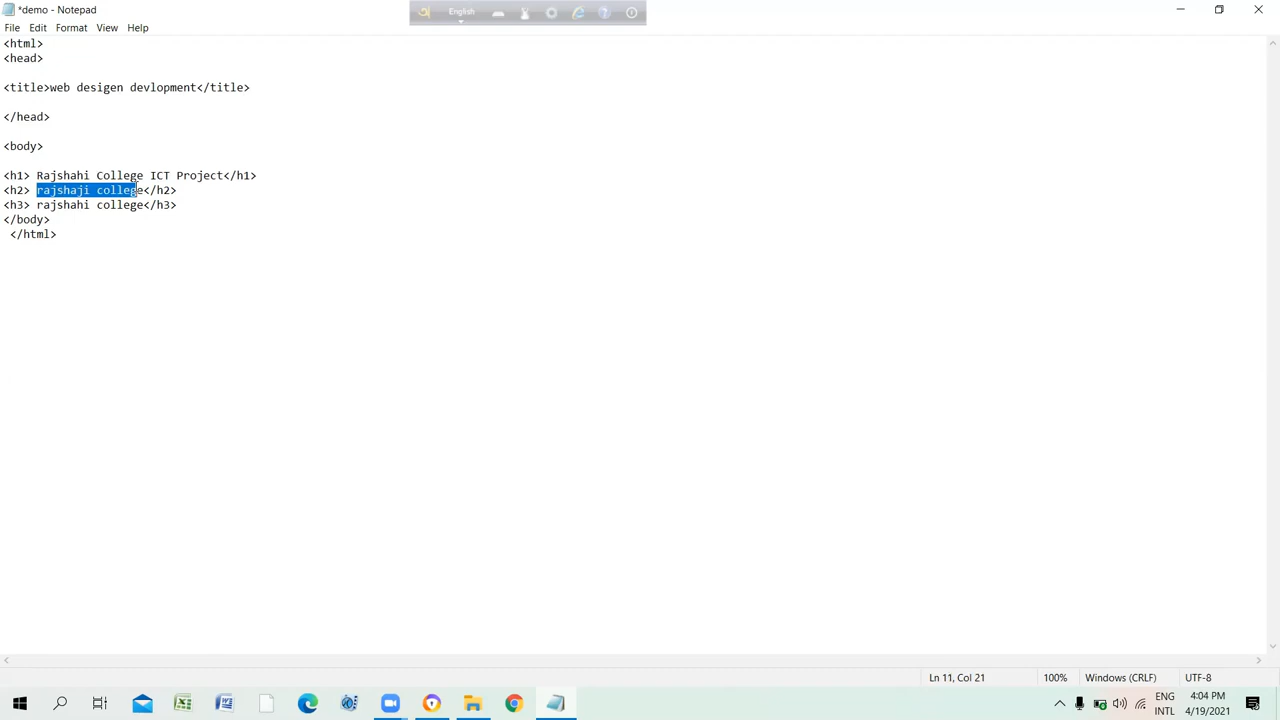 *demo - Notepad
English
File Edit Format View Help
<html>
<head>
<title>web desigen devlopment</title>
</head>
<body>
<h1> Rajshahi College ICT Project</h1>
<h2> rajshaji college</h2>
<h3> rajshahi college</h3>
</body>
</html>
Ln 11, Col 21 100% Windows (CRLF) UTF-8
ENG 4:04 PM
INTL 4/19/2021